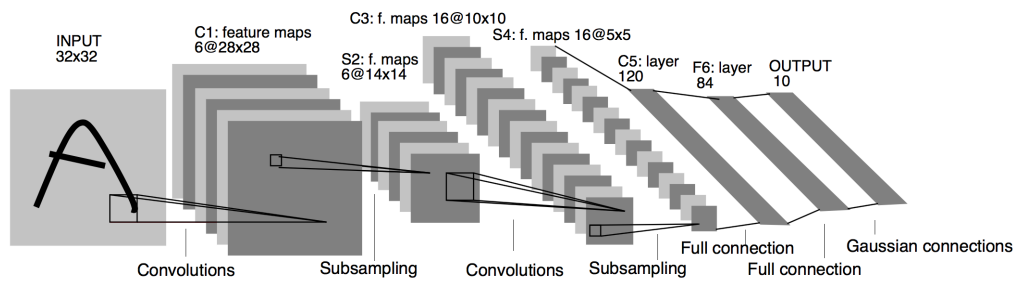 INPUT
32x32
C1: feature maps
6@28x28
S2: f. maps
6@14x14
C3: f. maps 16@10x10
S4: f. maps 16@5x5
C5: layer
120
F6: layer
84
OUTPUT
10
Convolutions
Subsampling
Convolutions
Subsampling
Full connection
Full connection
Gaussian connections